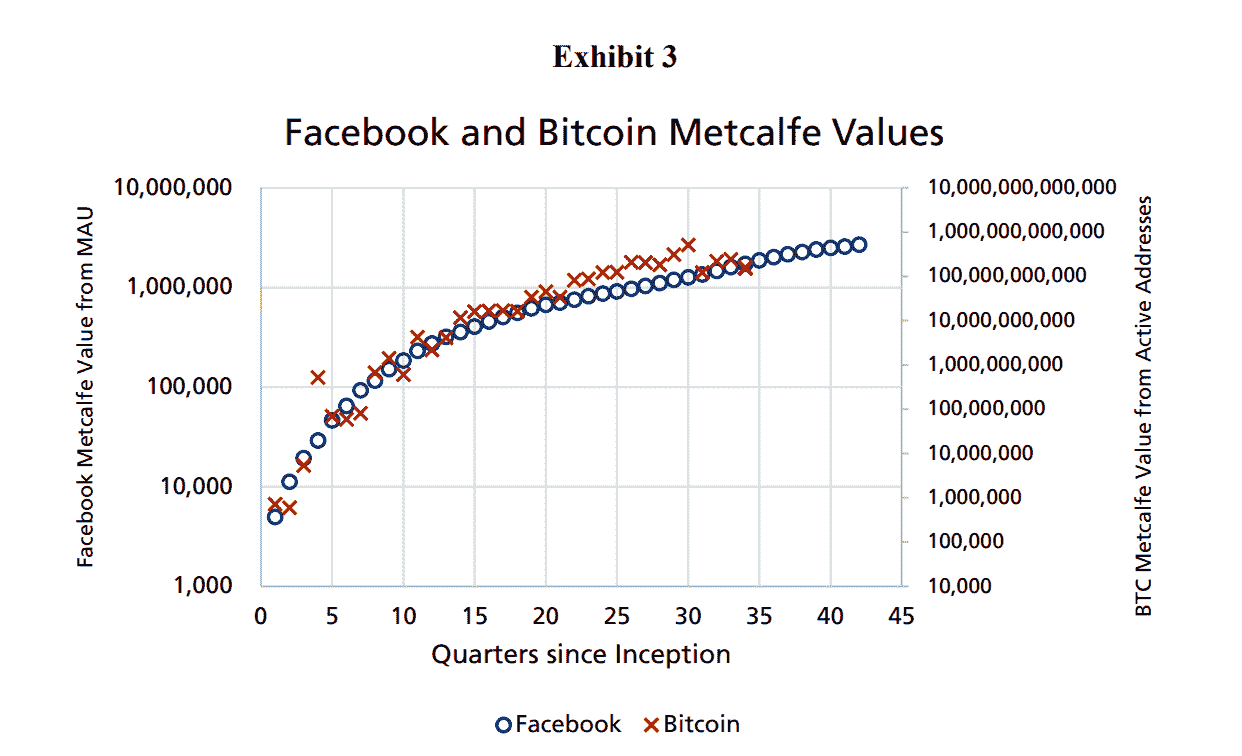 Exhibit 3
Facebook and Bitcoin Metcalfe Values
Facebook Metcalfe Value from MAU
10,000,000
1,000,000
100,000
10,000
1,000
10,000,000,000,000
1,000,000,000,000
100,000,000,000
10,000,000,000
1,000,000,000
100,000,000
10,000,000
1,000,000
100,000
10,000
BTC Metcalfe Value from Active Addresses
0 5 10 15 20 25 30 35 40 45
Quarters since Inception
Facebook Bitcoin